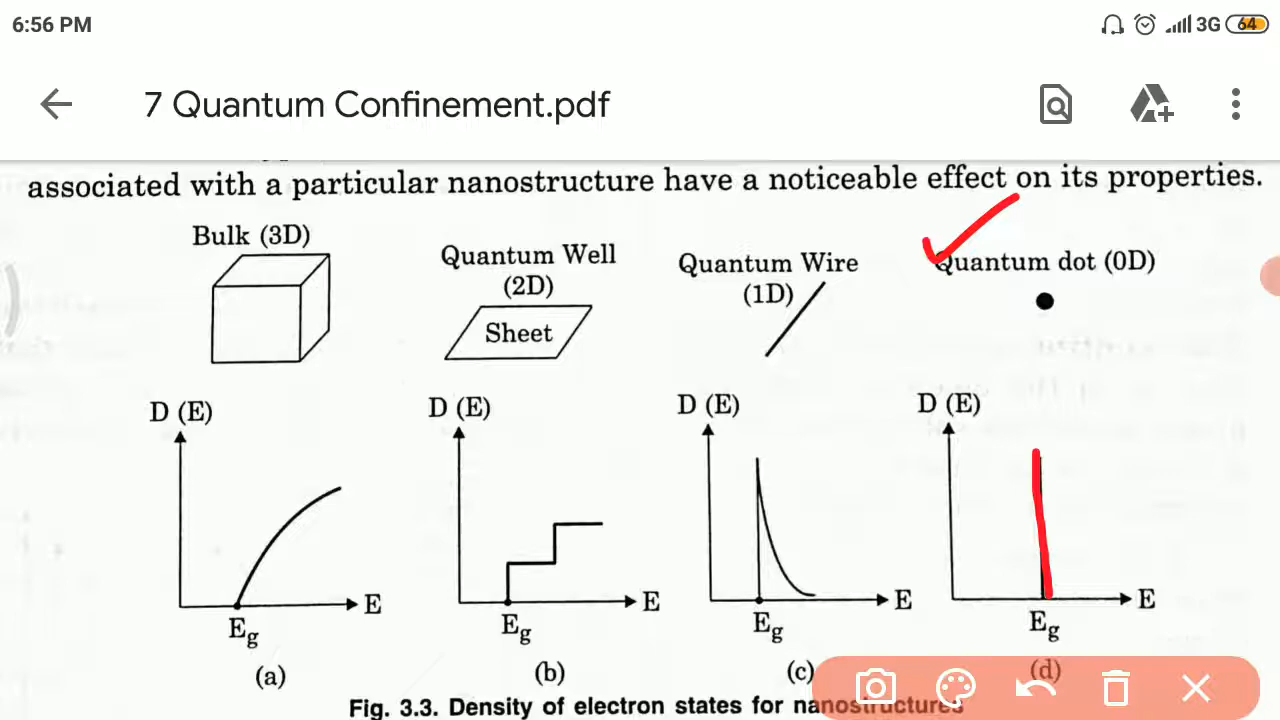 6:56 PM
3G 64
7 Quantum Confinement.pdf
associated with a particular nanostructure have a noticeable effect on its properties.
Bulk (3D)
Quantum Well
(2D)
Sheet
Quantum Wire
(1D)
Quantum dot (0D)
D (E)
D (E)
D (E)
D (E)
E
E
E
E
Eg
Eg
Eg
Eg
(a)
(b)
(c)
(d)
Fig. 3.3. Density of electron states for nanostructures